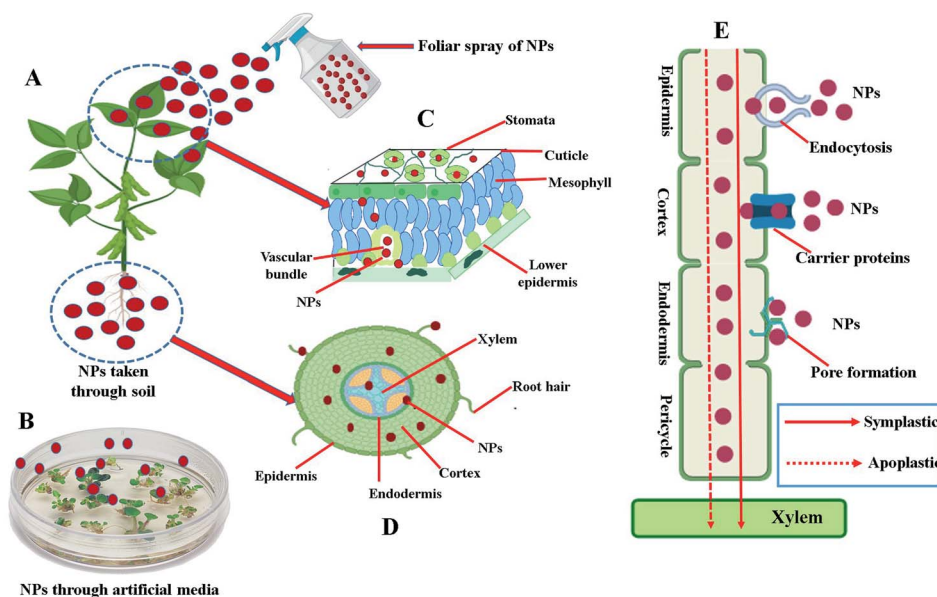 A
Foliar spray of NPs
C
Stomata
Cuticle
Mesophyll
Vascular
bundle
NPs
Lower
epidermis
NPs taken
through soil
B
NPs through artificial media
Xylem
Root hair
NPs
Cortex
Endodermis
Epidermis
D
E
Epidermis
NPs
Endocytosis
Cortex
NPs
Carrier proteins
Endodermis
NPs
Pore formation
Pericycle
Symplastic
Apoplastic
Xylem